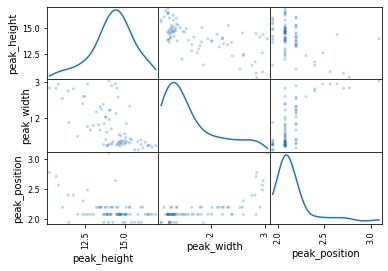 peak_height
15.0
12.5
peak_width
3
2
peak_position
3.0
2.5
2.0
12.5
15.0
2
3
2.0
2.5
3.0
peak_height
peak_width
peak_position